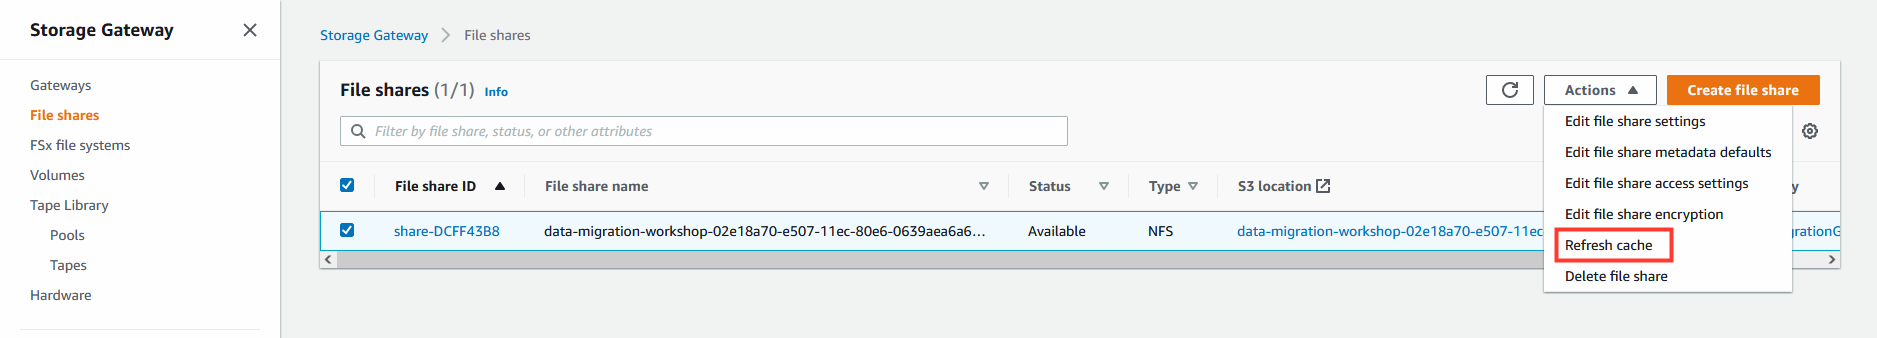 Storage Gateway
Gateways
File shares
FSx file systems
Volumes
Tape Library
Pools
Tapes
Hardware
Storage Gateway File shares
File shares (1/1) Info
Actions
Create file share
Filter by file share, status, or other attributes
Edit file share settings
Edit file share metadata defaults
Edit file share access settings
Edit file share encryption
Refresh cache
Delete file share
File share ID File share name Status Type S3 location
share-DCFF43B8 data-migration-workshop-02e18a70-e507-11ec-80e6-0639aea6a6... Available NFS data-migration-workshop-02e18a70-e507-11ec